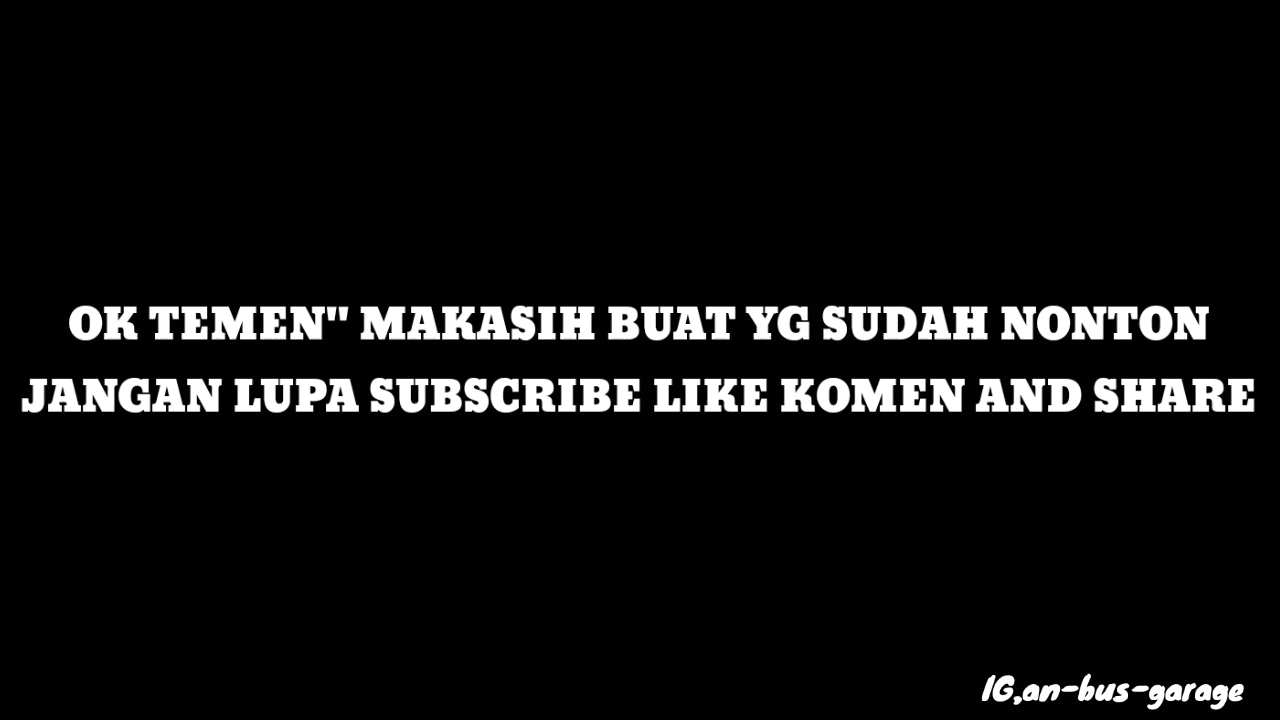 OK TEMEN" MAKASIH BUAT YG SUDAH NONTON
JANGAN LUPA SUBSCRIBE LIKE KOMEN AND SHARE
IG,an-bus-garage